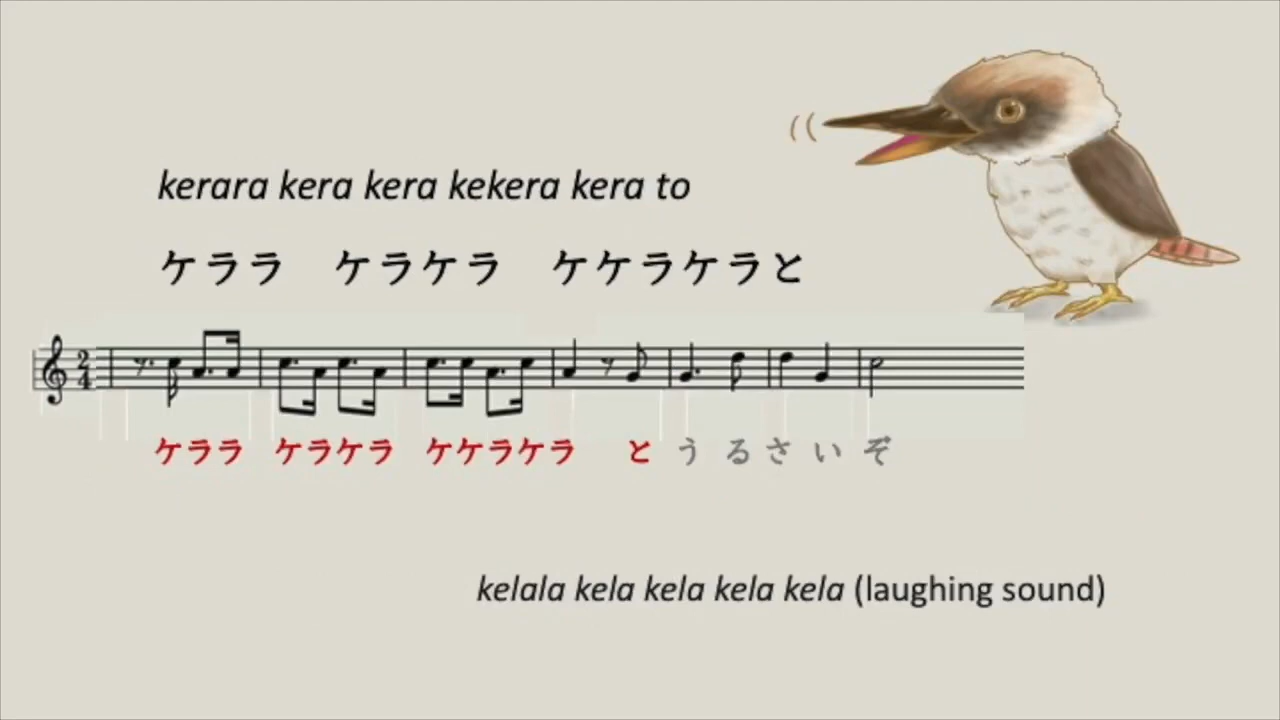 kerara kera kera kekera kera to
ケララ ケラケラ ケケラケラと
2
4
ケララ ケラケラ ケケラケラ と うるさいぞ
kelala kela kela kela kela (laughing sound)